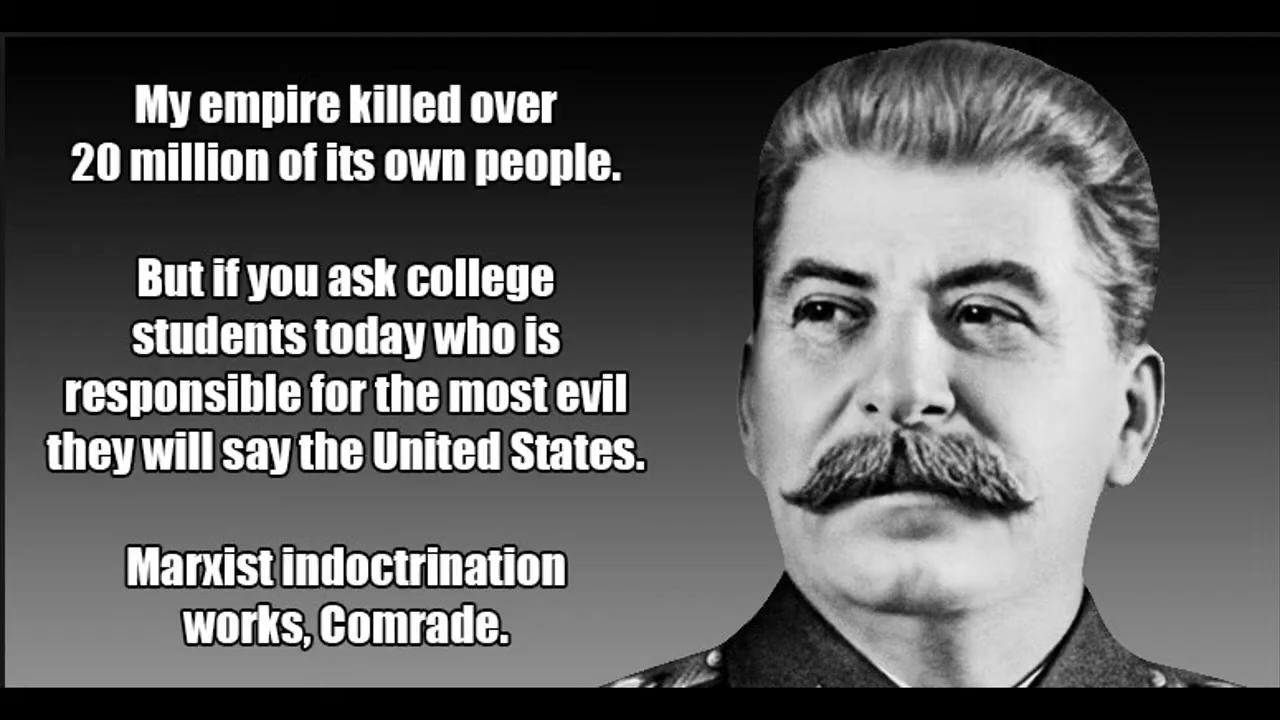 My empire killed over
20 million of its own people.
But if you ask college
students today who is
responsible for the most evil
they will say the United States.
Marxist indoctrination
works, Comrade.